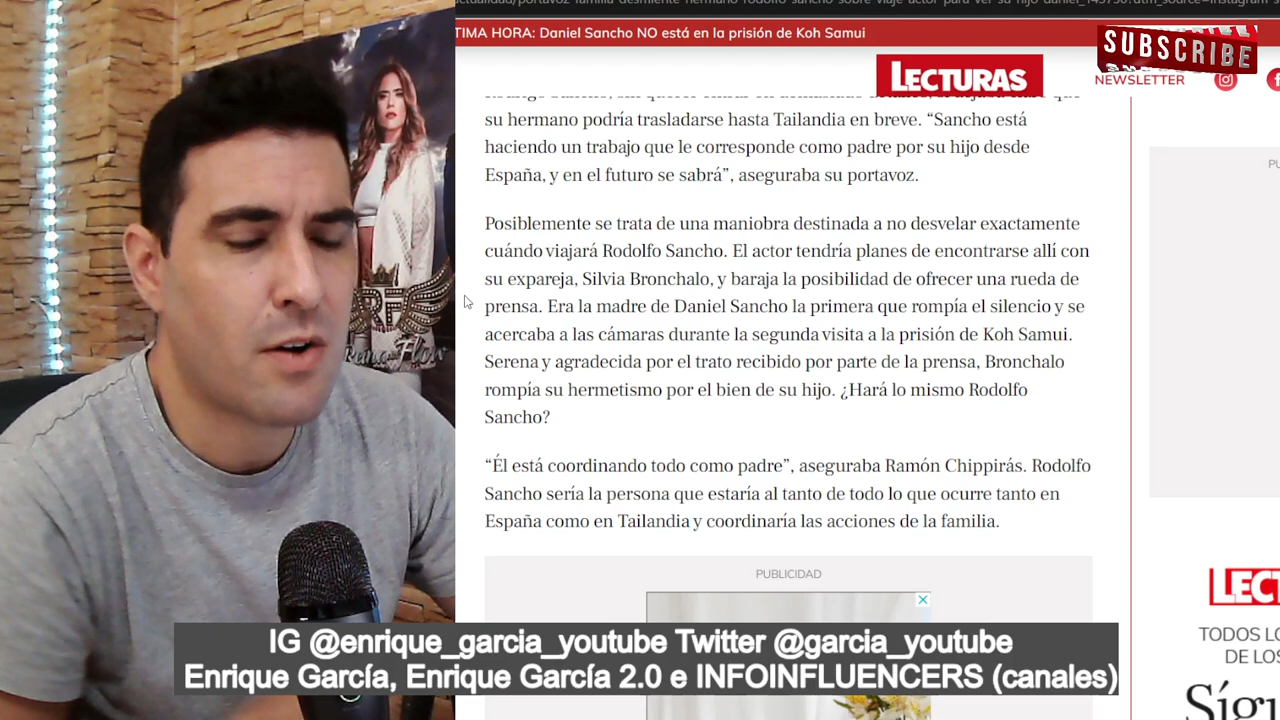 ÚLTIMA HORA: Daniel Sancho NO está en la prisión de Koh Samui
SUBSCRIBE
LECTURAS
NEWSLETTER
su hermano podría trasladarse hasta Tailandia en breve. “Sancho está
haciendo un trabajo que le corresponde como padre por su hijo desde
España, y en el futuro se sabrá”, aseguraba su portavoz.
Posiblemente se trata de una maniobra destinada a no desvelar exactamente
cuándo viajará Rodolfo Sancho. El actor tendría planes de encontrarse allí con
su expareja, Silvia Bronchalo, y baraja la posibilidad de ofrecer una rueda de
prensa. Era la madre de Daniel Sancho la primera que rompía el silencio y se
acercaba a las cámaras durante la segunda visita a la prisión de Koh Samui.
Serena y agradecida por el trato recibido por parte de la prensa, Bronchalo
rompía su hermetismo por el bien de su hijo. ¿Hará lo mismo Rodolfo
Sancho?
“Él está coordinando todo como padre”, aseguraba Ramón Chippirás. Rodolfo
Sancho sería la persona que estaría al tanto de todo lo que ocurre tanto en
España como en Tailandia y coordinaría las acciones de la familia.
PUBLICIDAD
RF
Reina Flow
LECT
TODOS LO
DE LOS
Sígu
IG @enrique_garcia_youtube Twitter @garcia_youtube
Enrique García, Enrique García 2.0 e INFOINFLUENCERS (canales)